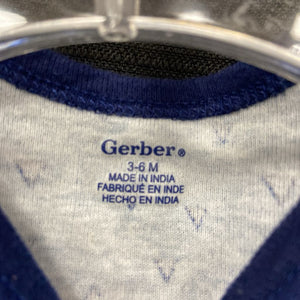 Gerber®
3-6 M
MADE IN INDIA
FABRIQUÉ EN INDE
HECHO EN INDIA